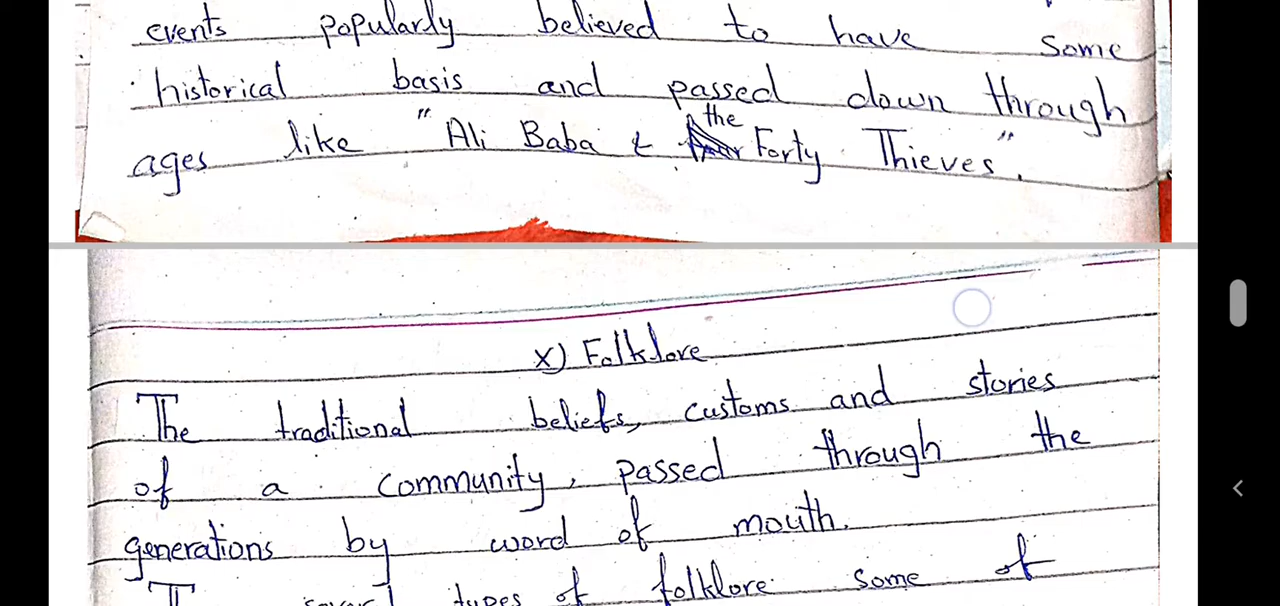 events popularly believed to have some
historical basis and passed down through
ages like "Ali Baba & the Forty Thieves".
x) Folklore
The traditional beliefs, customs and stories
of a community, passed through the
generations by word of mouth.
types of folklore some of